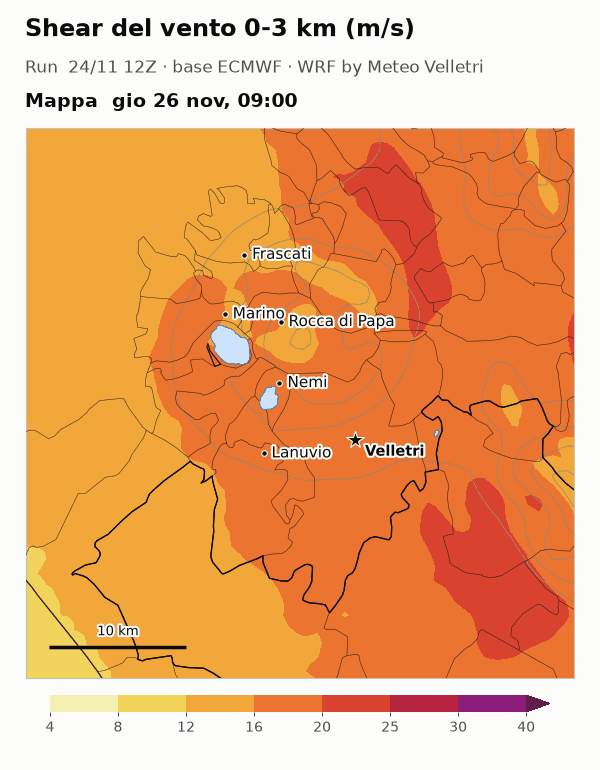 Shear del vento 0-3 km (m/s)
Run  24/11 12Z · base ECMWF · WRF by Meteo Velletri
Mappa  gio 26 nov, 09:00
Frascati
Marino
Rocca di Papa
Nemi
Velletri
Lanuvio
10 km
4 8 12 16 20 25 30 40